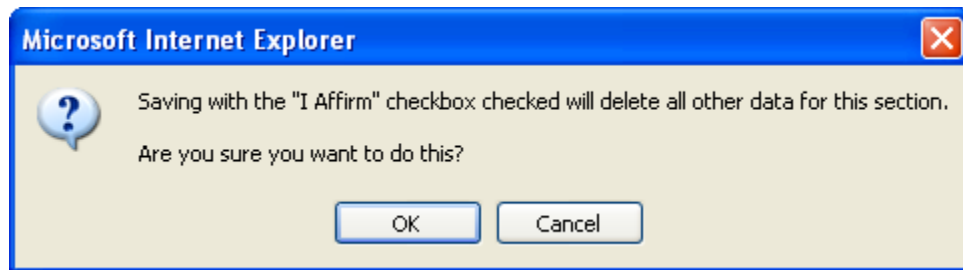 Microsoft Internet Explorer
Saving with the "I Affirm" checkbox checked will delete all other data for this section.
Are you sure you want to do this?
OK
Cancel